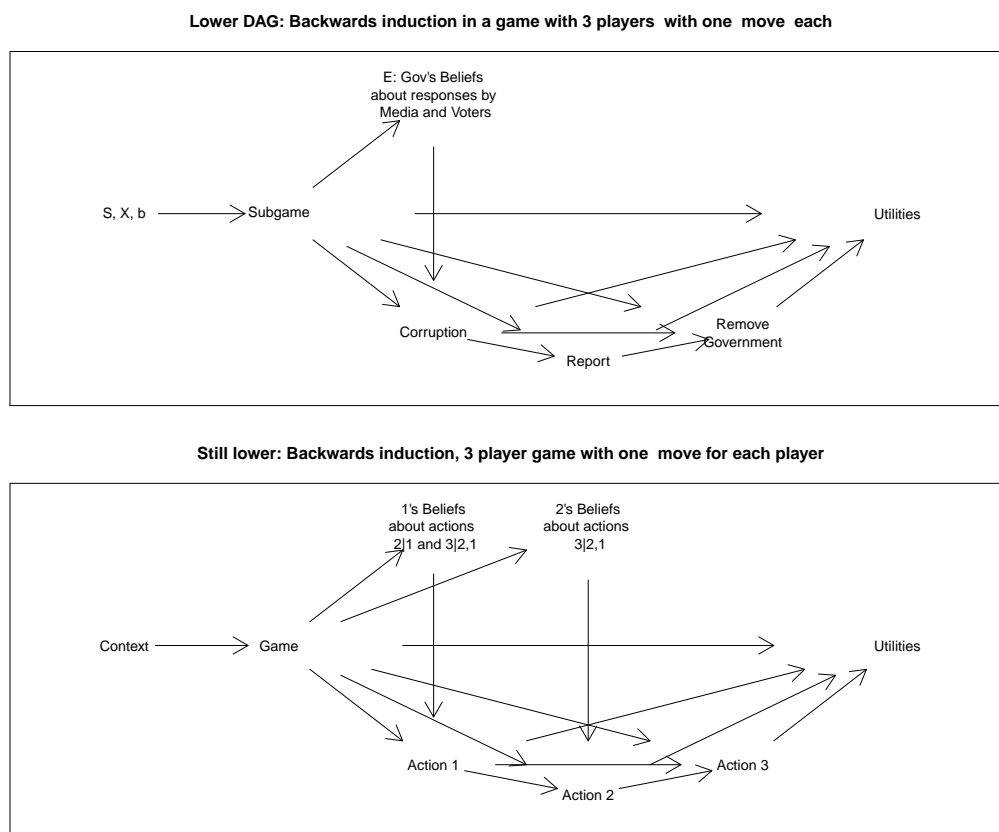 Lower DAG: Backwards induction in a game with 3 players with one move each
E: Gov's Beliefs
about responses by
Media and Voters
S, X, b
Subgame
Utilities
Corruption
Report
Remove
Government
Still lower: Backwards induction, 3 player game with one move for each player
1's Beliefs
about actions
2|1 and 3|2,1
2's Beliefs
about actions
3|2,1
Context
Game
Utilities
Action 1
Action 2
Action 3